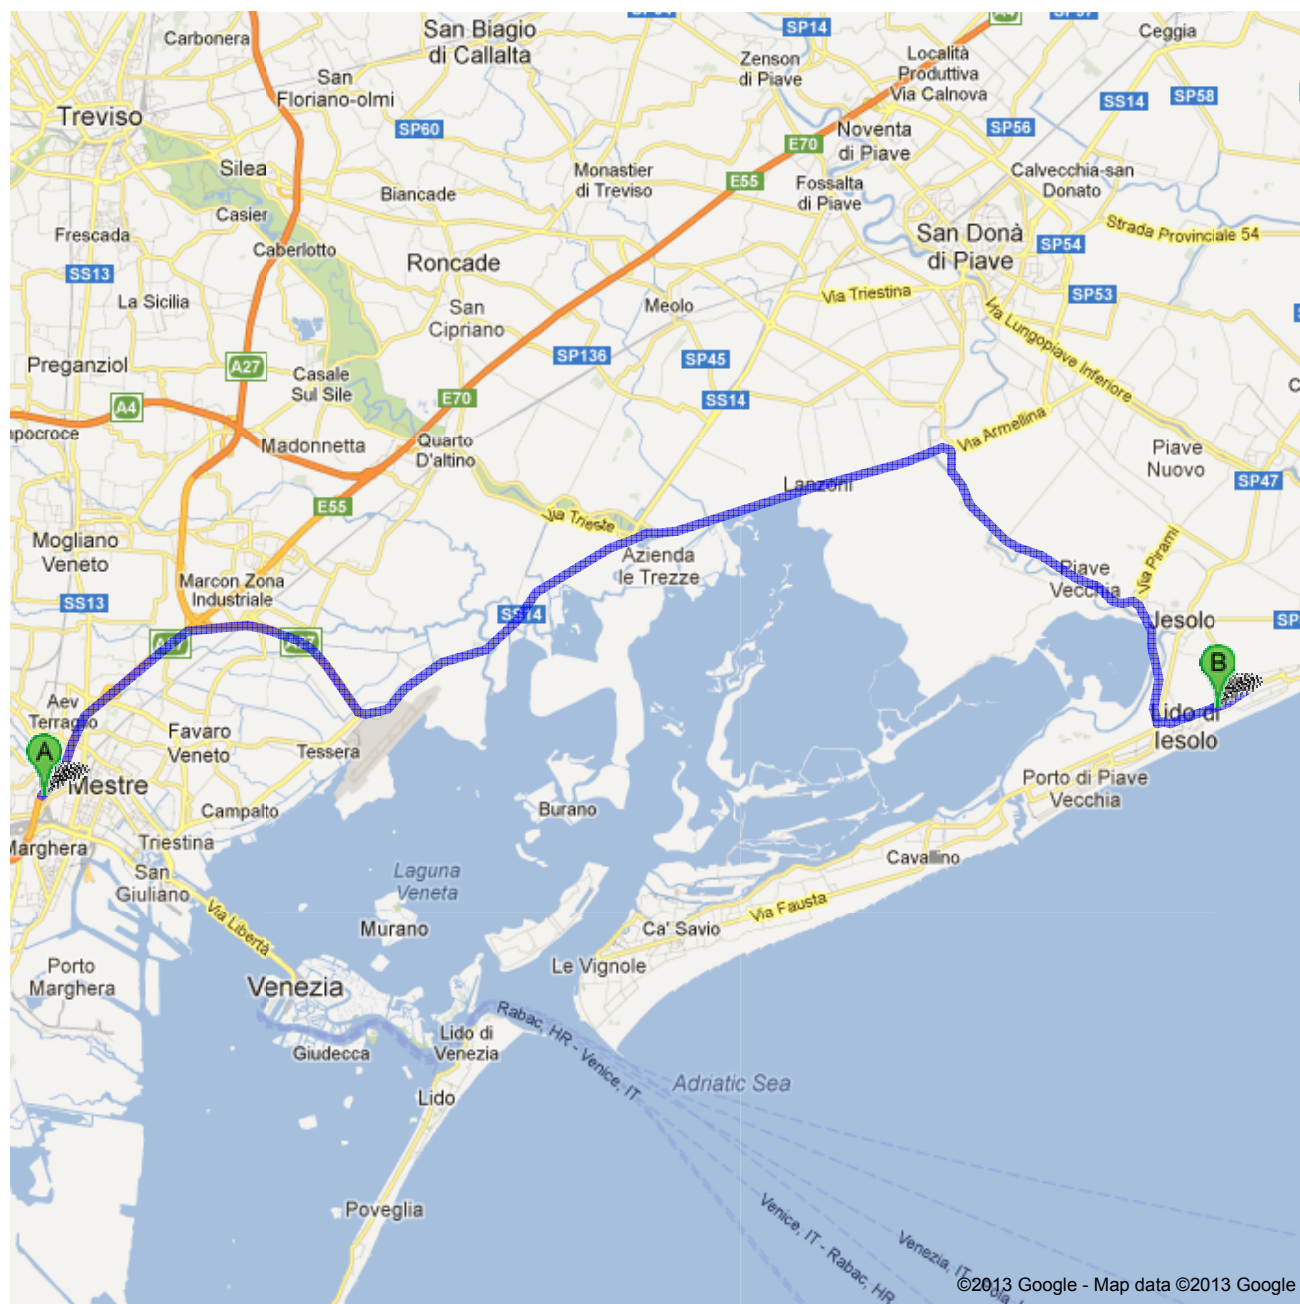 SP14
Ceggia
San Biagio
di Callalta
Carbonera
Località
Produttiva
Via Calnova
Zenson
di Piave
San
Floriano-olmi
SS14
SP58
Treviso
SP60
SP56
Noventa
di Piave
E70
Silea
Monastier
di Treviso
E55
Fossalta
di Piave
Calvecchia-san
Donato
Biancade
Casier
Frescada
Caberlotto
San Donà
di Piave
SP54
Strada Provinciale 54
SS13
Roncade
La Sicilia
San
Cipriano
Meolo
Via Triestina
SP53
Via Lungopiave Inferiore
Preganziol
A27
Casale
Sul Sile
SP136
SP45
E70
SS14
A4
Madonnetta
Quarto
D'altino
Via Armellina
Piave
Nuovo
SP47
Lanzoni
E55
Via Trieste
Mogliano
Veneto
Azienda
le Trezze
Via Pirami
Piave
Vecchia
Marcon Zona
Industriale
SS13
SS14
Jesolo
B
Aev
Terraglio
Favaro
Veneto
Tessera
Lido di
Iesolo
A
Mestre
Porto di Piave
Vecchia
Campalto
Burano
Marghera
Triestina
Cavallino
San
Giuliano
Laguna
Veneta
Via Libertà
Murano
Via Fausta
Ca' Savio
Porto
Marghera
Le Vignole
Venezia
Rabac, HR - Venice, IT
Giudecca
Lido di
Venezia
Adriatic Sea
Lido
Poveglia
Venice, IT - Rabac, HR
©2013 Google - Map data ©2013 Google